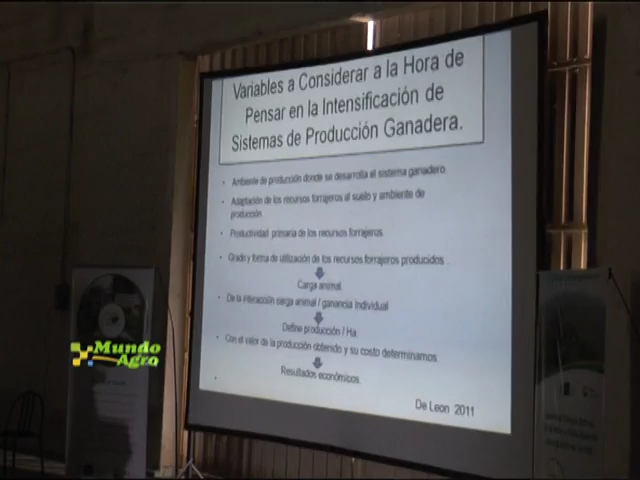 Variables a Considerar a la Hora de
Pensar en la Intensificación de
Sistemas de Producción Ganadera.
• Ambiente de producción donde se desarrolla el sistema ganadero
• Adaptación de los recursos forrajeros al suelo y ambiente de
producción.
• Productividad primaria de los recursos forrajeros.
• Grado y forma de utilización de los recursos forrajeros producidos .
Carga animal.
• De la interacción carga animal / ganancia individual
Define producción / Ha.
• Con el valor de la producción obtenido y su costo determinamos
Resultados económicos.
De Leon 2011
Mundo
Agro